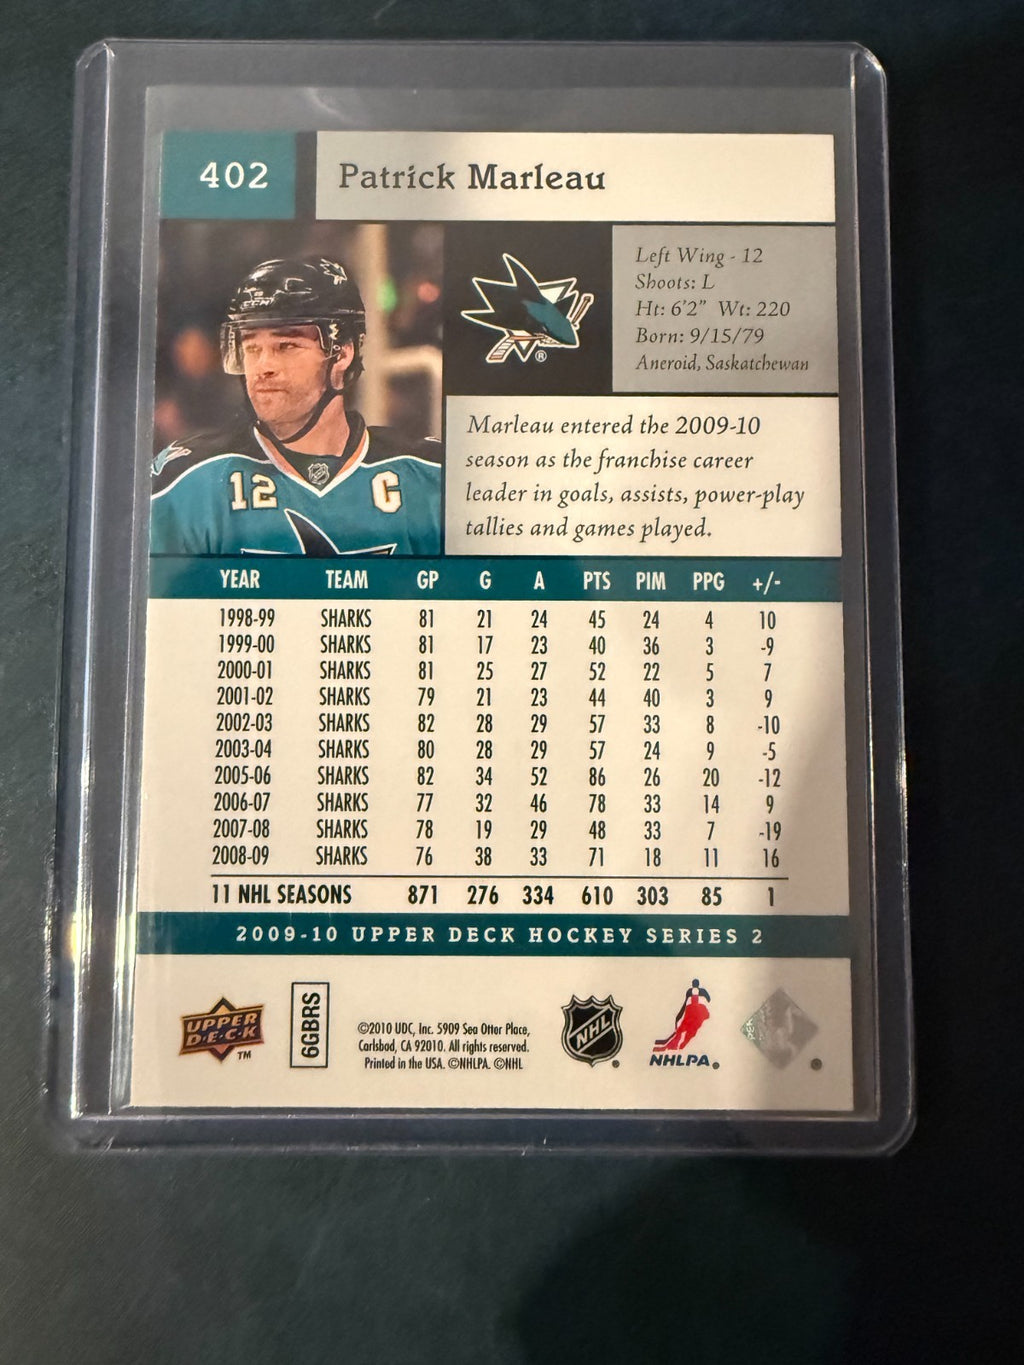 402
Patrick Marleau
Left Wing - 12
Shoots: L
Ht: 6'2" Wt: 220
Born: 9/15/79
Aneroid, Saskatchewan
®
12 C
Marleau entered the 2009-10
season as the franchise career
leader in goals, assists, power-play
tallies and games played.
YEAR TEAM GP G A PTS PIM PPG +/-
1998-99 SHARKS 81 21 24 45 24 4 10
1999-00 SHARKS 81 17 23 40 36 3 -9
2000-01 SHARKS 81 25 27 52 22 5 7
2001-02 SHARKS 79 21 23 44 40 3 9
2002-03 SHARKS 82 28 29 57 33 8 -10
2003-04 SHARKS 80 28 29 57 24 9 -5
2005-06 SHARKS 82 34 52 86 26 20 -12
2006-07 SHARKS 77 32 46 78 33 14 9
2007-08 SHARKS 78 19 29 48 33 7 -19
2008-09 SHARKS 76 38 33 71 18 11 16
11 NHL SEASONS 871 276 334 610 303 85 1
2009-10 UPPER DECK HOCKEY SERIES 2
UPPER
D·E·C·K
TM
6GBRS
©2010 UDC, Inc. 5909 Sea Otter Place,
Carlsbad, CA 92010. All rights reserved.
Printed in the USA. ©NHLPA. ©NHL
NHL
NHLPA®